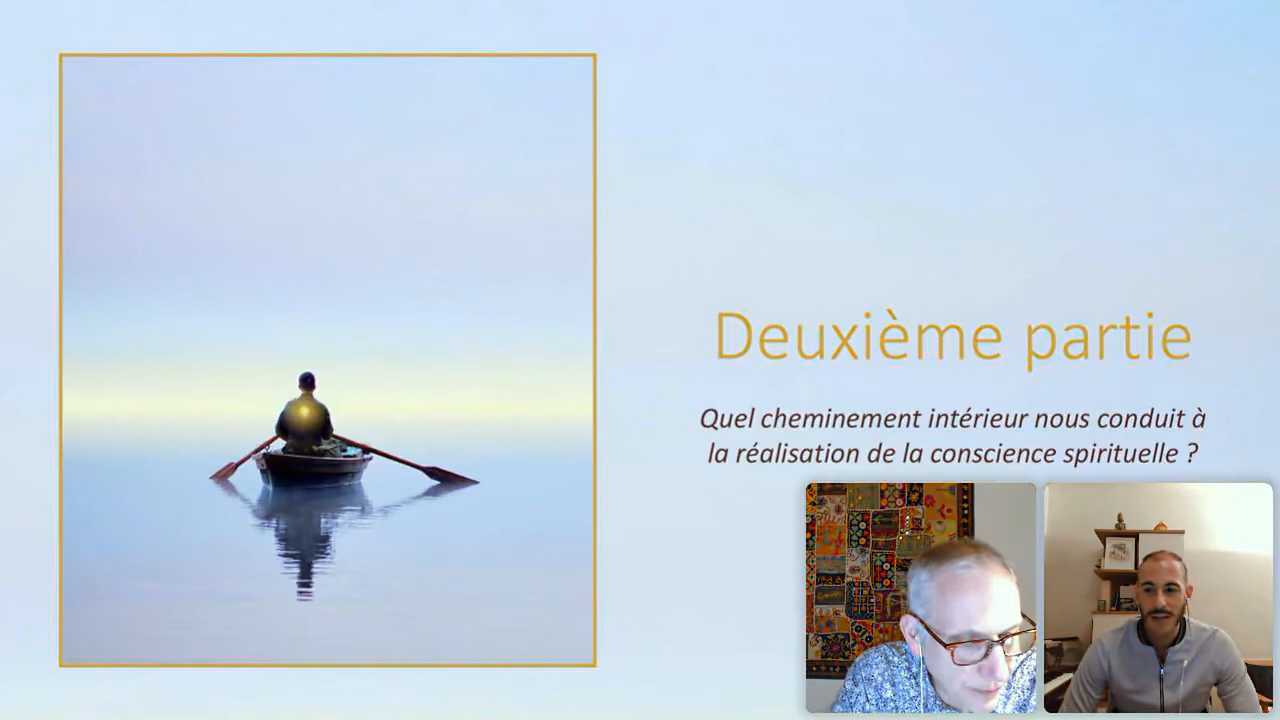 Deuxième partie
Quel cheminement intérieur nous conduit à
la réalisation de la conscience spirituelle ?